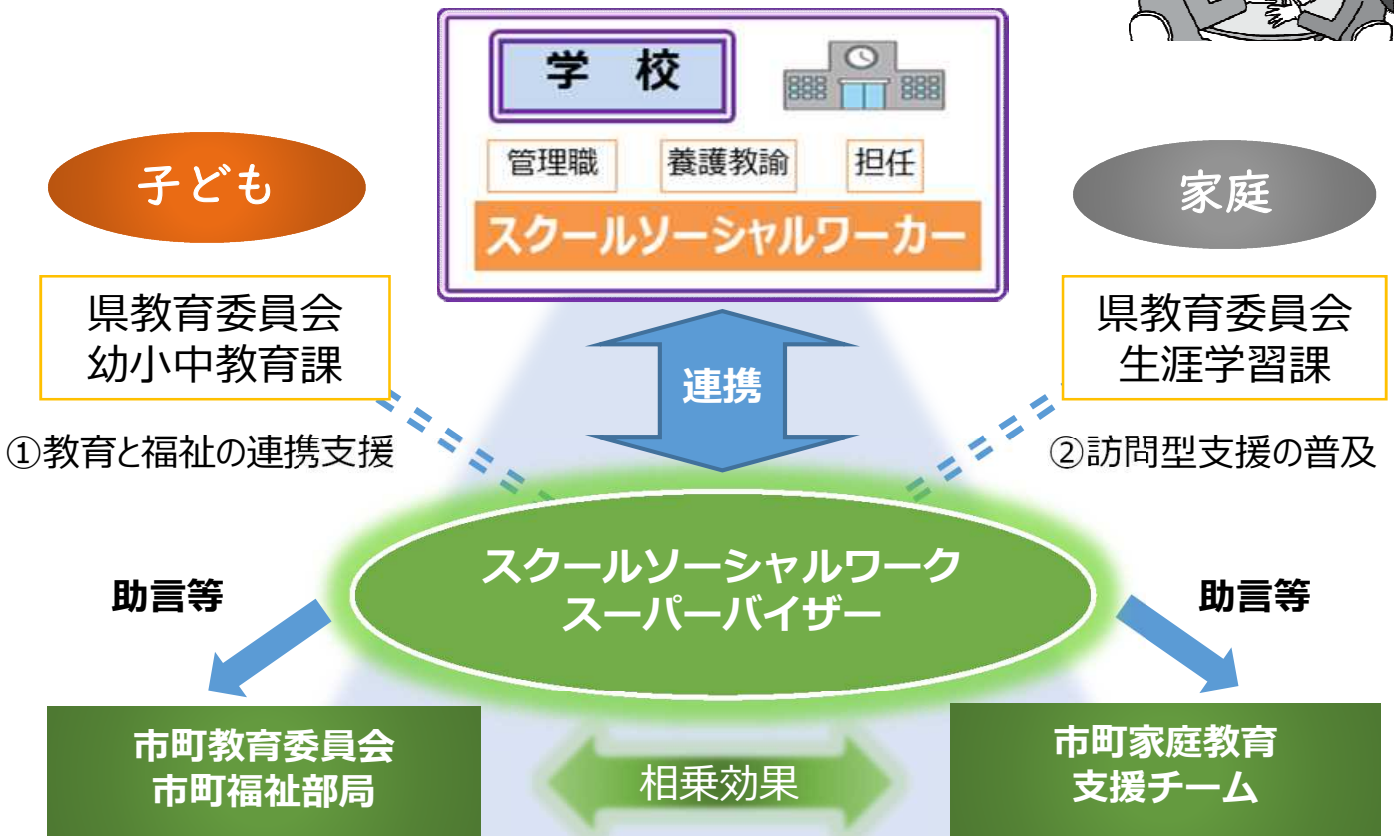 学 校
管理職 養護教諭 担任
スクールソーシャルワーカー
子ども
家庭
県教育委員会
幼小中教育課
県教育委員会
生涯学習課
連携
①教育と福祉の連携支援
②訪問型支援の普及
スクールソーシャルワーク
スーパーバイザー
助言等
助言等
市町教育委員会
市町福祉部局
相乗効果
市町家庭教育
支援チーム